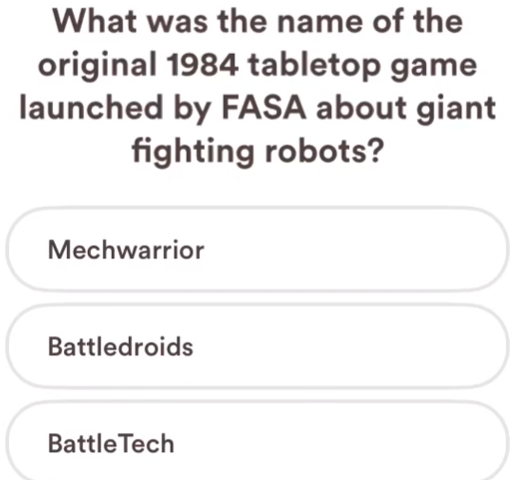 What was the name of the
original 1984 tabletop game
launched by FASA about giant
fighting robots?
Mechwarrior
Battledroids
BattleTech